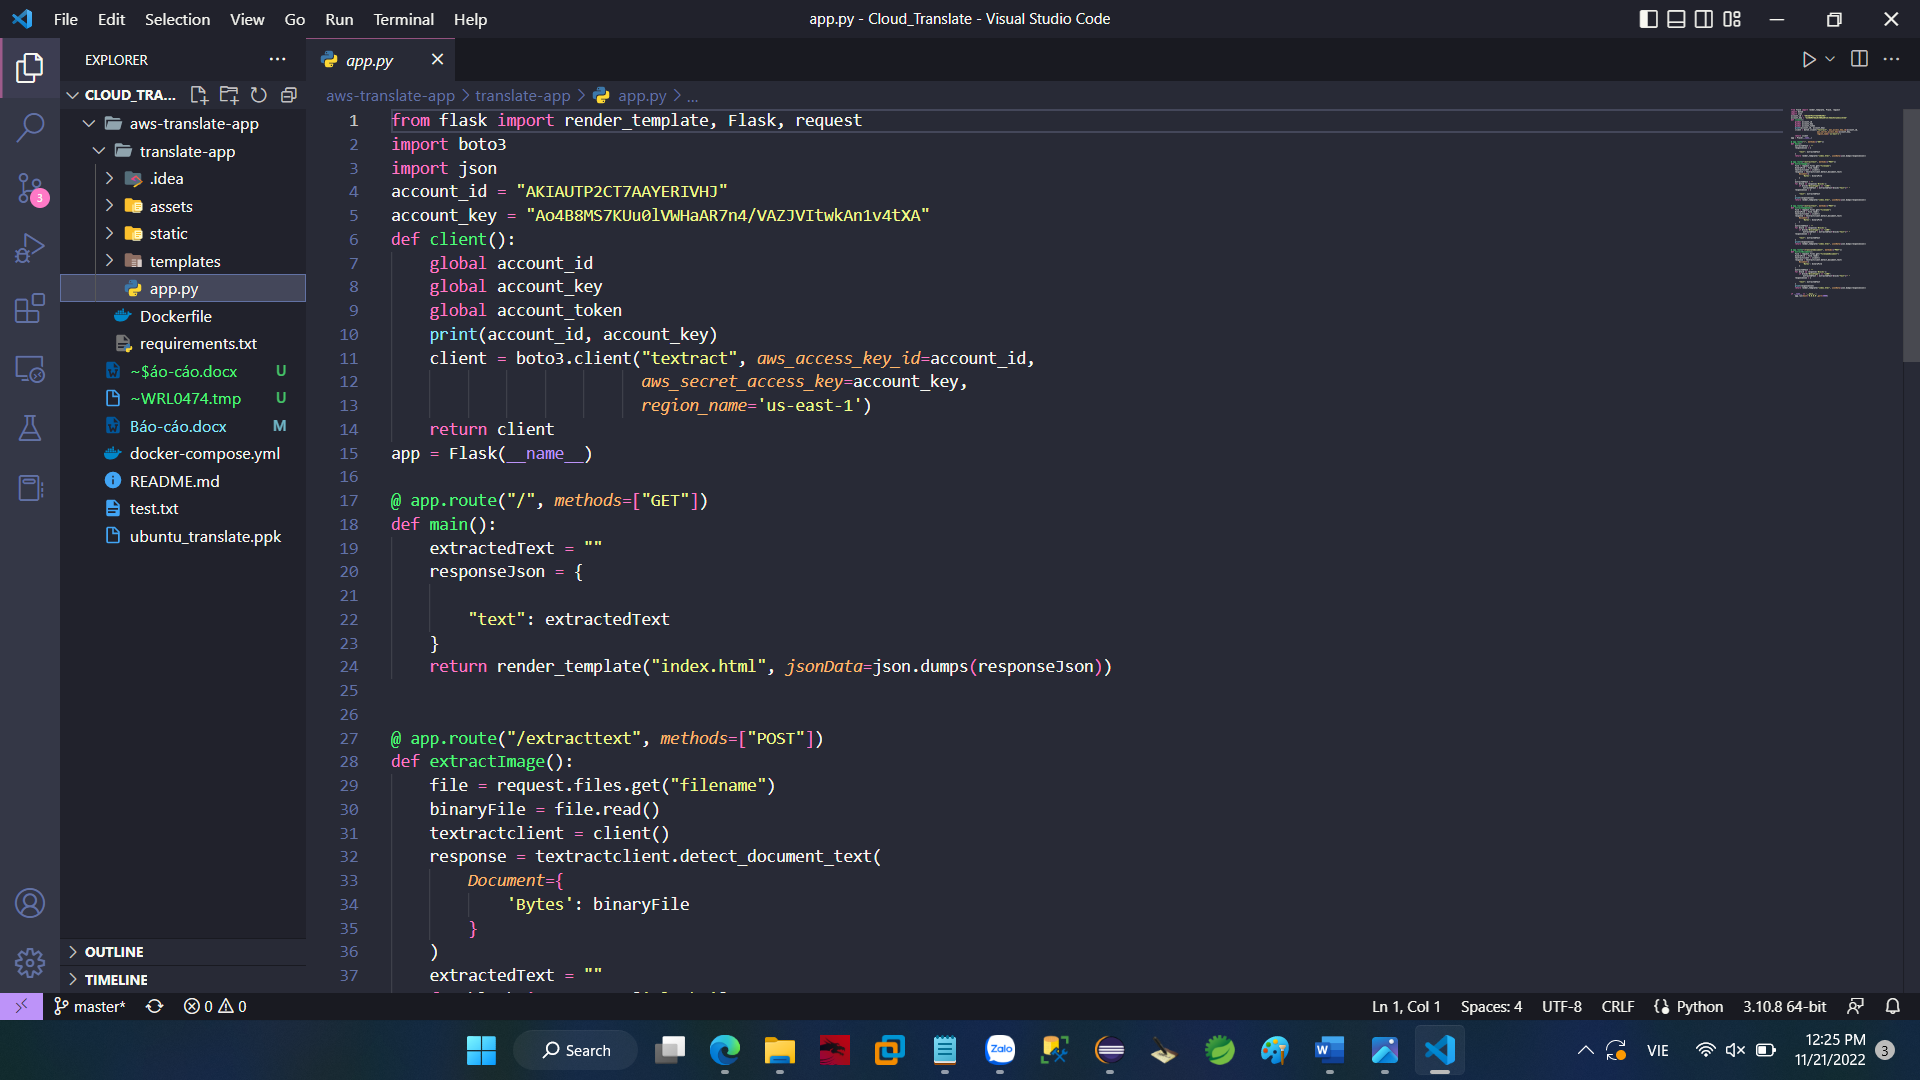 File Edit Selection View Go Run Terminal Help
app.py - Cloud_Translate - Visual Studio Code
EXPLORER
CLOUD_TRA...
aws-translate-app
translate-app
.idea
assets
static
templates
app.py
Dockerfile
requirements.txt
~$áo-cáo.docx U
~WRL0474.tmp U
Báo-cáo.docx M
docker-compose.yml
README.md
test.txt
ubuntu_translate.ppk
OUTLINE
TIMELINE
3
app.py
aws-translate-app > translate-app > app.py > ...
1 from flask import render_template, Flask, request
2 import boto3
3 import json
4 account_id = ""
5 account_key = ""
6 def client():
7 global account_id
8 global account_key
9 global account_token
10 print(account_id, account_key)
11 client = boto3.client("textract", aws_access_key_id=account_id,
12 aws_secret_access_key=account_key,
13 region_name='us-east-1')
14 return client
15 app = Flask(__name__)
16
17 @ app.route("/", methods=["GET"])
18 def main():
19 extractedText = ""
20 responseJson = {
21
22 "text": extractedText
23 }
24 return render_template("index.html", jsonData=json.dumps(responseJson))
25
26
27 @ app.route("/extracttext", methods=["POST"])
28 def extractImage():
29 file = request.files.get("filename")
30 binaryFile = file.read()
31 textractclient = client()
32 response = textractclient.detect_document_text(
33 Document={
34 'Bytes': binaryFile
35 }
36 )
37 extractedText = ""
master* 0 0
Ln 1, Col 1 Spaces: 4 UTF-8 CRLF Python 3.10.8 64-bit
Search
Zalo
VIE
12:25 PM
11/21/2022
3